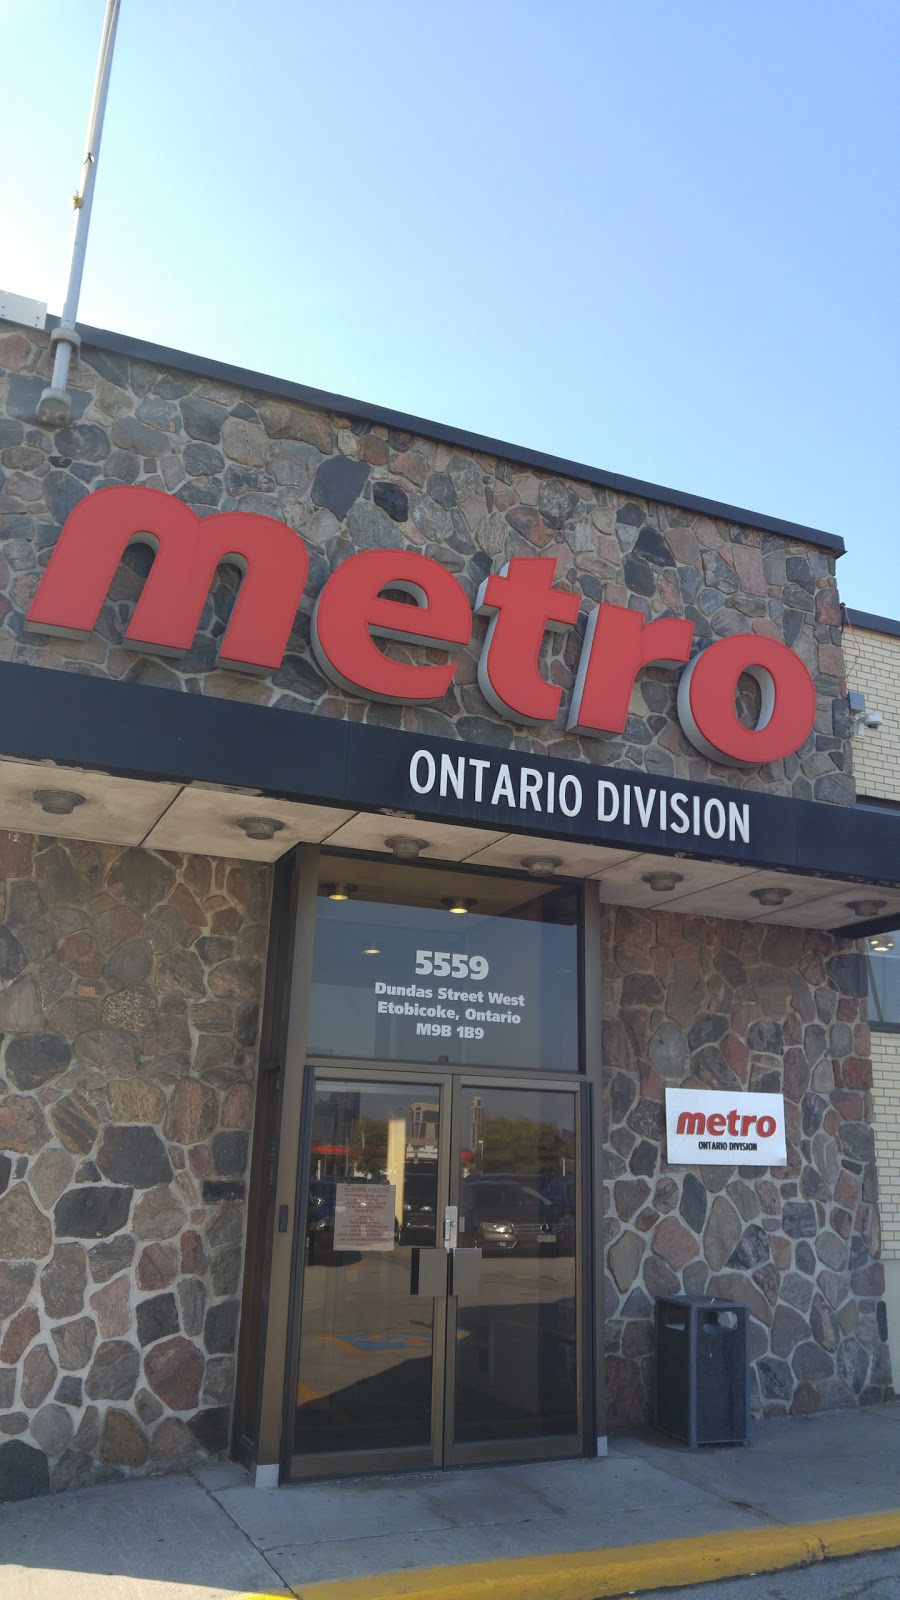 metro
ONTARIO DIVISION
5559
Dundas Street West
Etobicoke, Ontario
M9B 1B9
metro
ONTARIO DIVISION